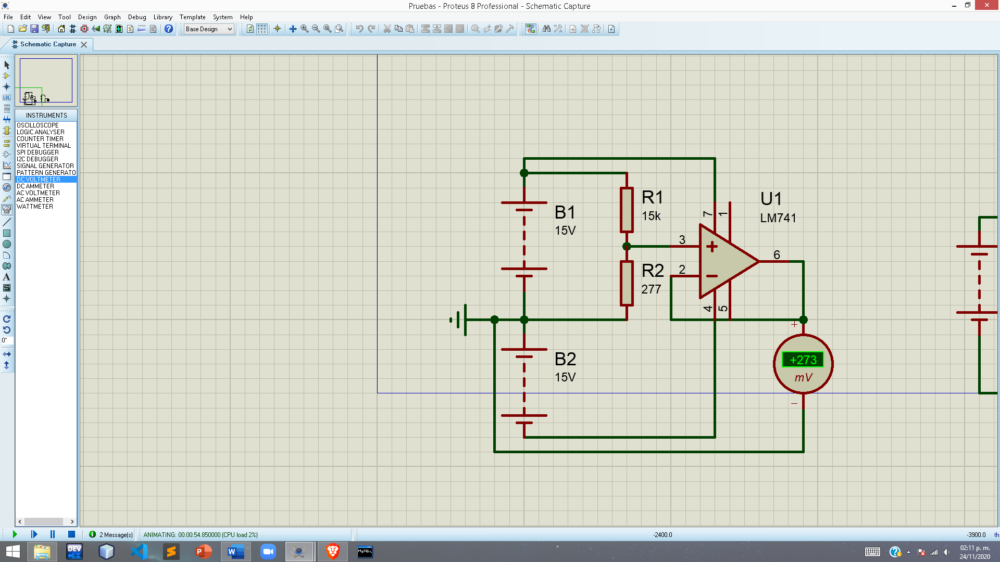 Pruebas - Proteus 8 Professional - Schematic Capture
File Edit View Tool Design Graph Debug Library Template System Help
Base Design
Schematic Capture
INSTRUMENTS
OSCILLOSCOPE
LOGIC ANALYSER
COUNTER TIMER
VIRTUAL TERMINAL
SPI DEBUGGER
I2C DEBUGGER
SIGNAL GENERATOR
PATTERN GENERATO
DC VOLTMETER
DC AMMETER
AC VOLTMETER
AC AMMETER
WATTMETER
LBL
A
S
0°
B1
15V
R1
15k
R2
277
B2
15V
U1
LM741
7
1
3
2
6
4
5
+273
mV
2 Message(s)
ANIMATING: 00:00:54.850000 (CPU load 2%)
-2400.0
-3900.0
th
DEV
C++
MySQL
02:11 p. m.
24/11/2020